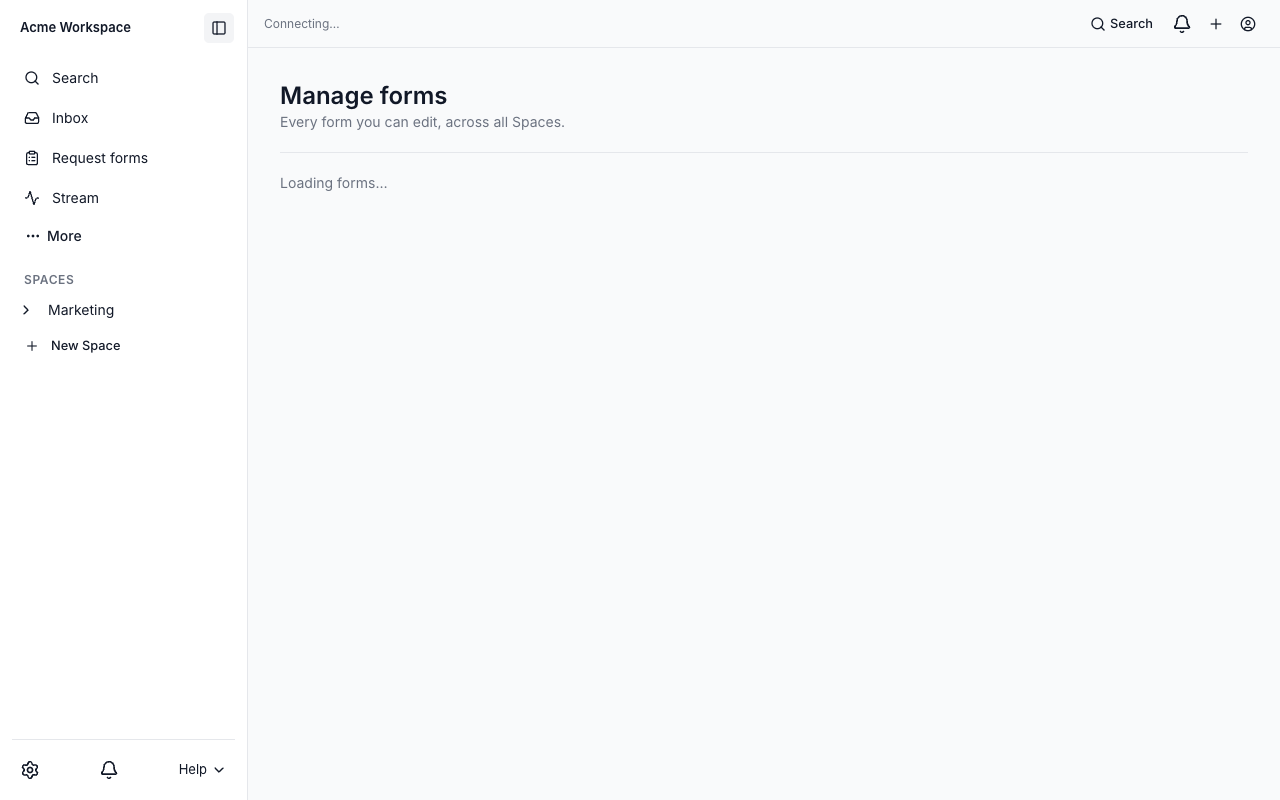 Acme Workspace
Search
Inbox
Request forms
Stream
More
SPACES
Marketing
New Space
Help
Connecting...
Search
Manage forms
Every form you can edit, across all Spaces.
Loading forms...